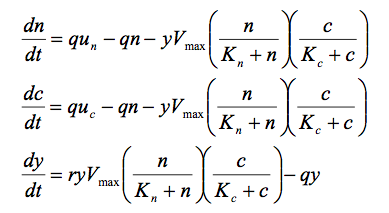 dn/dt = qu_n − qn − yV_max (n/(K_n + n))(c/(K_c + c))
dc/dt = qu_c − qn − yV_max (n/(K_n + n))(c/(K_c + c))
dy/dt = ryV_max (n/(K_n + n))(c/(K_c + c)) − qy